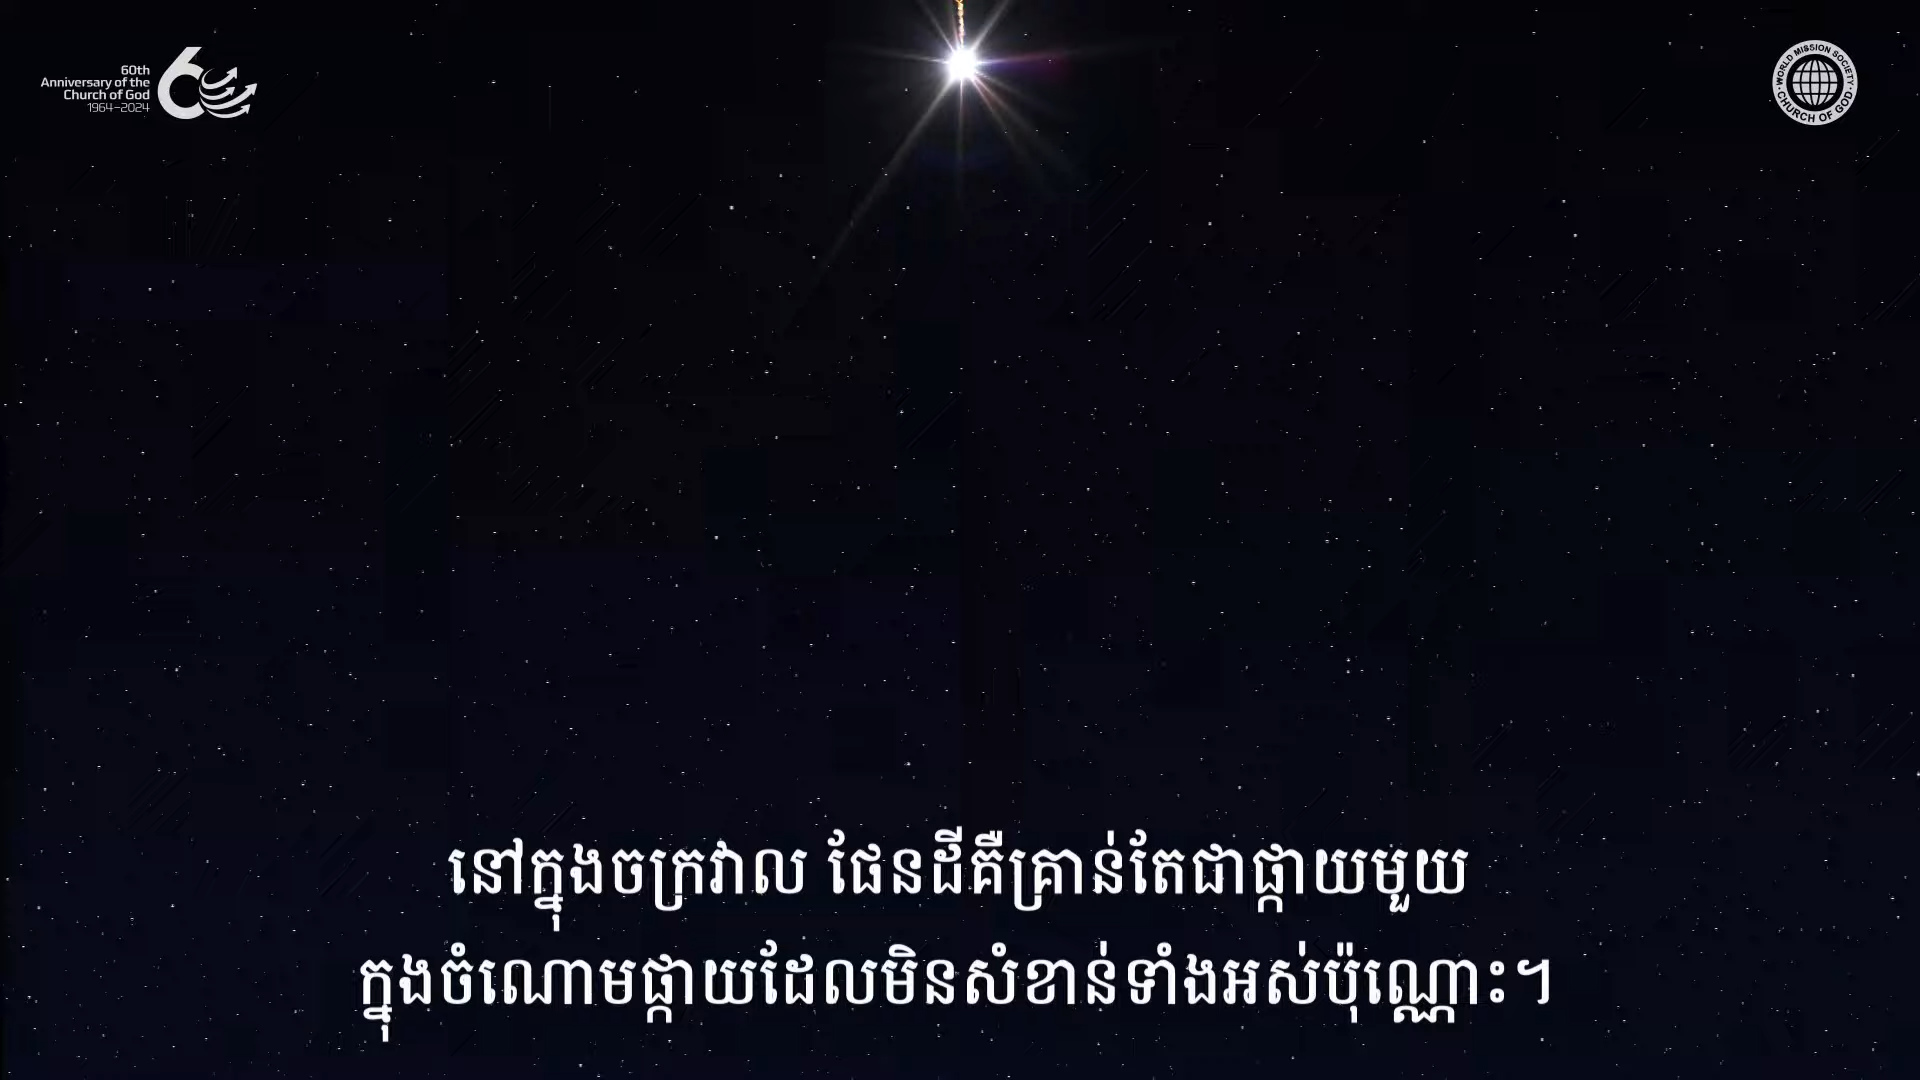 60th
Anniversary of the
Church of God
1964–2024
60
WORLD MISSION SOCIETY
CHURCH OF GOD
នៅក្នុងចក្រវាល ផែនដីគឺគ្រាន់តែជាផ្កាយមួយ
ក្នុងចំណោមផ្កាយដែលមិនសំខាន់ទាំងអស់ប៉ុណ្ណោះ។